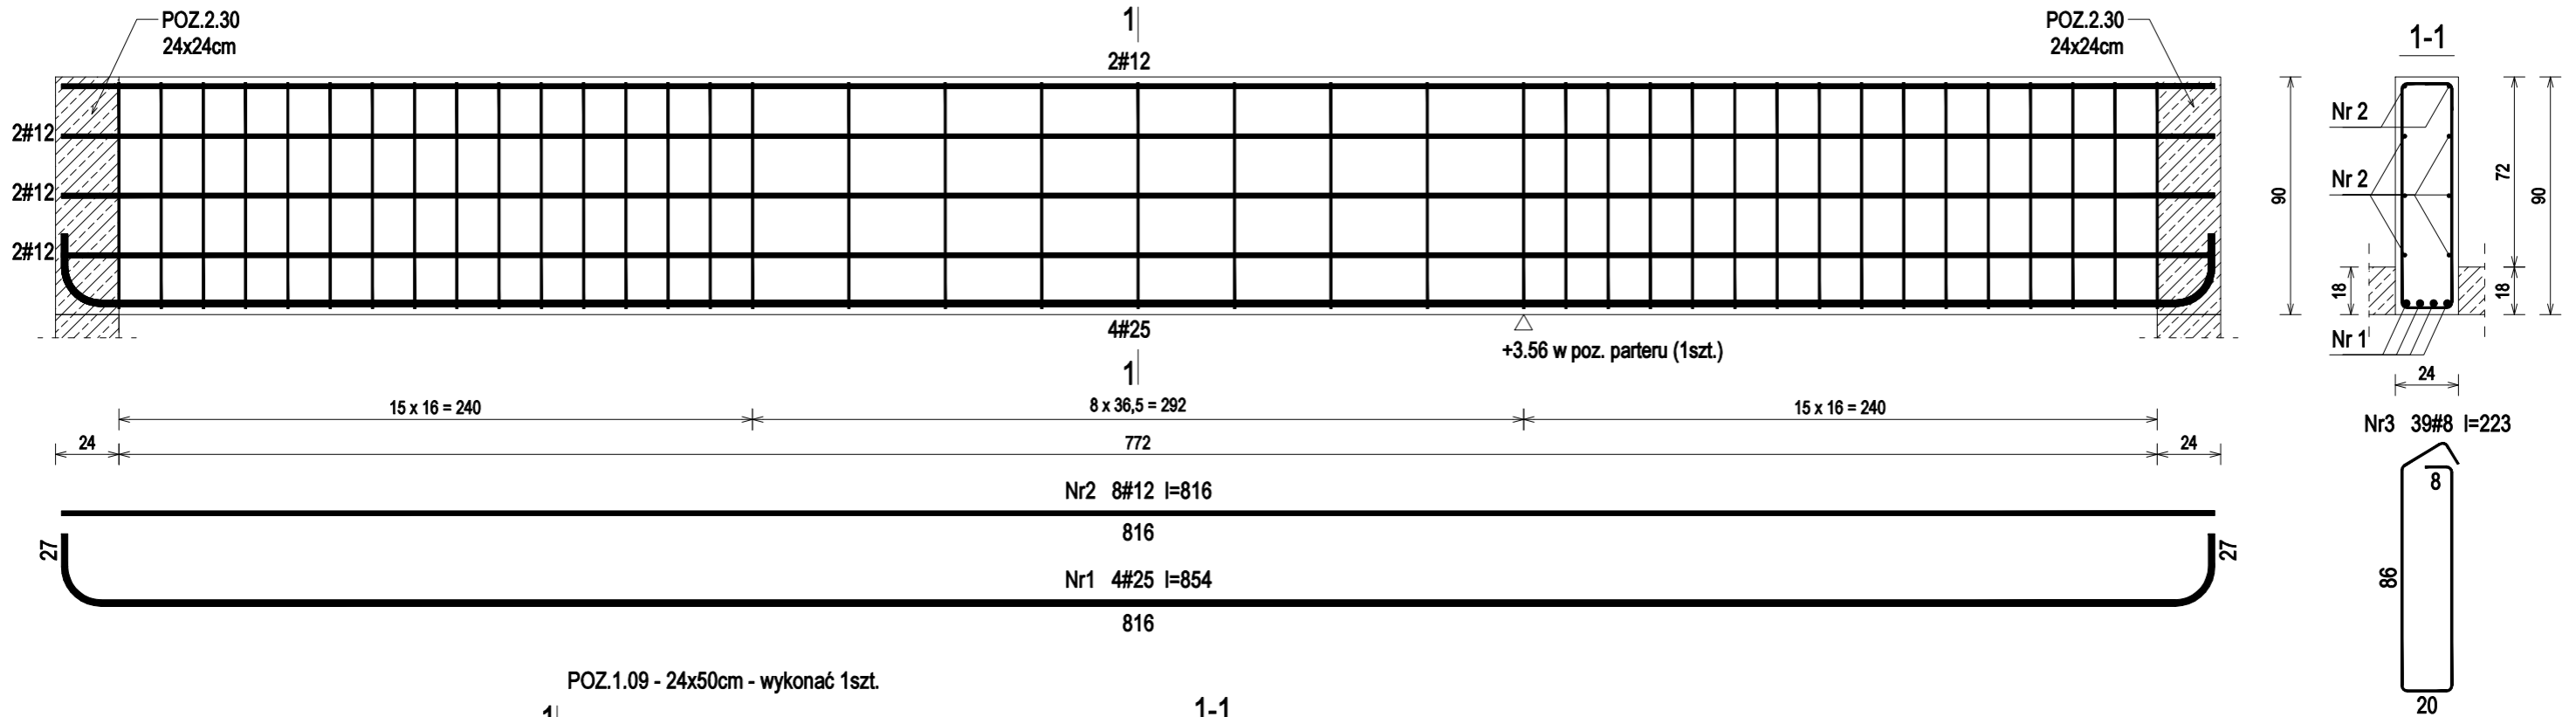 POZ.2.30
24x24cm
1
2#12
POZ.2.30
24x24cm
1-1
2#12
2#12
2#12
4#25
+3.56 w poz. parteru (1szt.)
1
90
Nr 2
Nr 2
72
90
18
18
Nr 1
24
15 x 16 = 240
8 x 36,5 = 292
15 x 16 = 240
24
772
24
Nr3 39#8 l=223
8
86
20
Nr2 8#12 l=816
816
27
27
Nr1 4#25 l=854
816
POZ.1.09 - 24x50cm - wykonać 1szt.
1
1-1